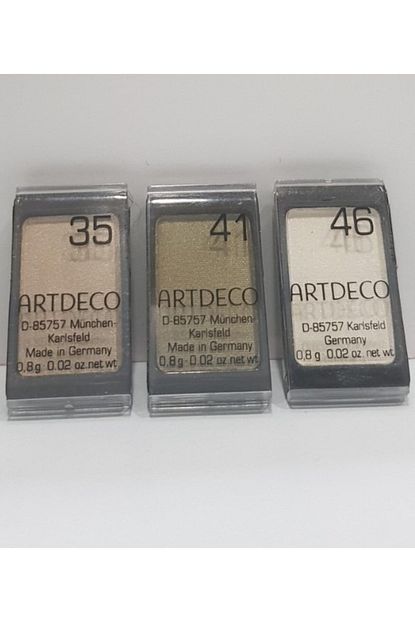 35
ARTDECO
D-85757 München-
Karlsfeld
Made in Germany
0,8 g 0.02 oz. net wt
41
ARTDECO
D-85757 München-
Karlsfeld
Made in Germany
0,8 g 0.02 oz. net wt
46
ARTDECO
D-85757 Karlsfeld
Germany
0,8 g 0.02 oz. net wt